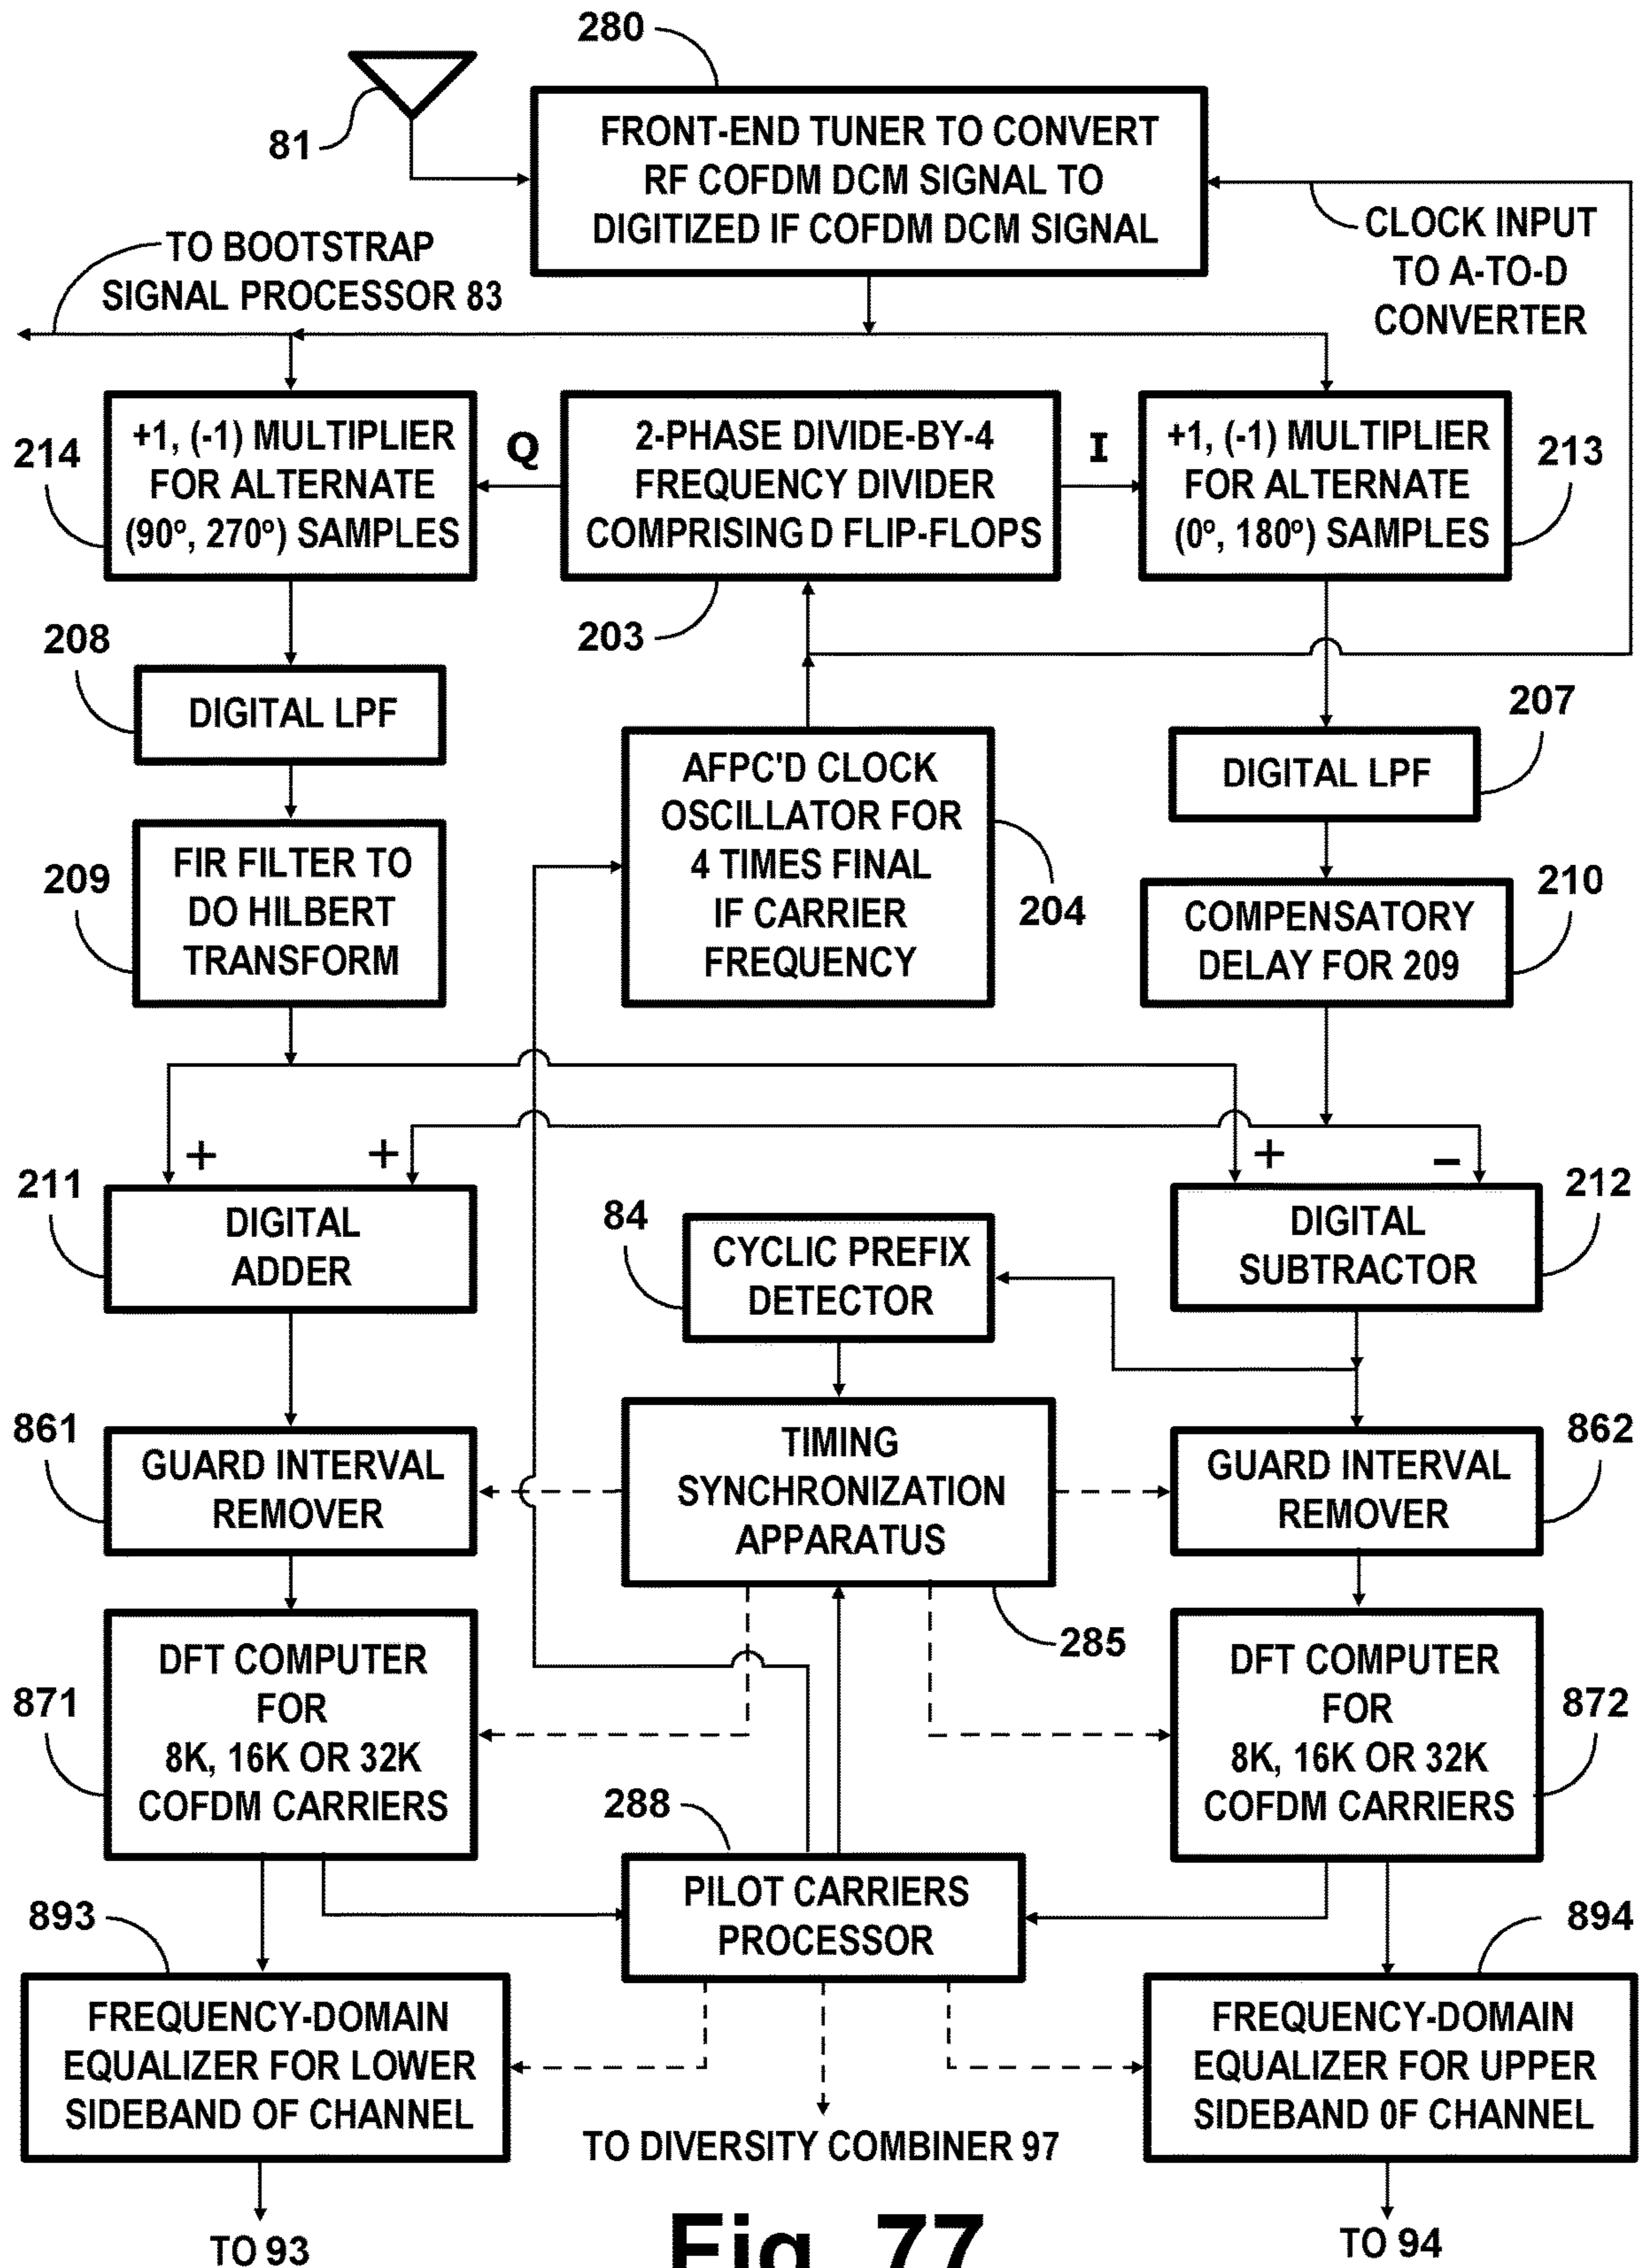 280
81
FRONT-END TUNER TO CONVERT
RF COFDM DCM SIGNAL TO
DIGITIZED IF COFDM DCM SIGNAL
CLOCK INPUT
TO A-TO-D
CONVERTER
TO BOOTSTRAP
SIGNAL PROCESSOR 83
214
+1, (-1) MULTIPLIER
FOR ALTERNATE
(90º, 270º) SAMPLES
Q
2-PHASE DIVIDE-BY-4
FREQUENCY DIVIDER
COMPRISING D FLIP-FLOPS
I
+1, (-1) MULTIPLIER
FOR ALTERNATE
(0º, 180º) SAMPLES
213
208
203
DIGITAL LPF
207
DIGITAL LPF
AFPC'D CLOCK
OSCILLATOR FOR
4 TIMES FINAL
IF CARRIER
FREQUENCY
204
209
FIR FILTER TO
DO HILBERT
TRANSFORM
210
COMPENSATORY
DELAY FOR 209
+
+
+
–
211
DIGITAL
ADDER
84
CYCLIC PREFIX
DETECTOR
DIGITAL
SUBTRACTOR
212
861
GUARD INTERVAL
REMOVER
TIMING
SYNCHRONIZATION
APPARATUS
285
862
GUARD INTERVAL
REMOVER
871
DFT COMPUTER
FOR
8K, 16K OR 32K
COFDM CARRIERS
872
DFT COMPUTER
FOR
8K, 16K OR 32K
COFDM CARRIERS
288
PILOT CARRIERS
PROCESSOR
893
FREQUENCY-DOMAIN
EQUALIZER FOR LOWER
SIDEBAND OF CHANNEL
894
FREQUENCY-DOMAIN
EQUALIZER FOR UPPER
SIDEBAND 0F CHANNEL
TO DIVERSITY COMBINER 97
TO 93
Fig. 77
TO 94